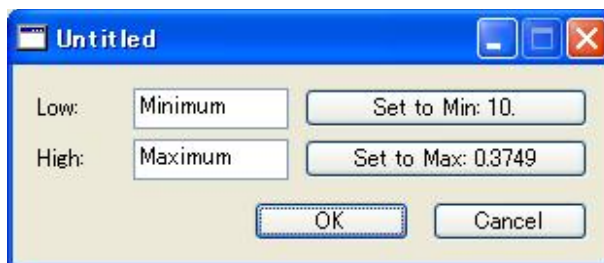 Untitled
Low: Minimum Set to Min: 10.
High: Maximum Set to Max: 0.3749
OK Cancel